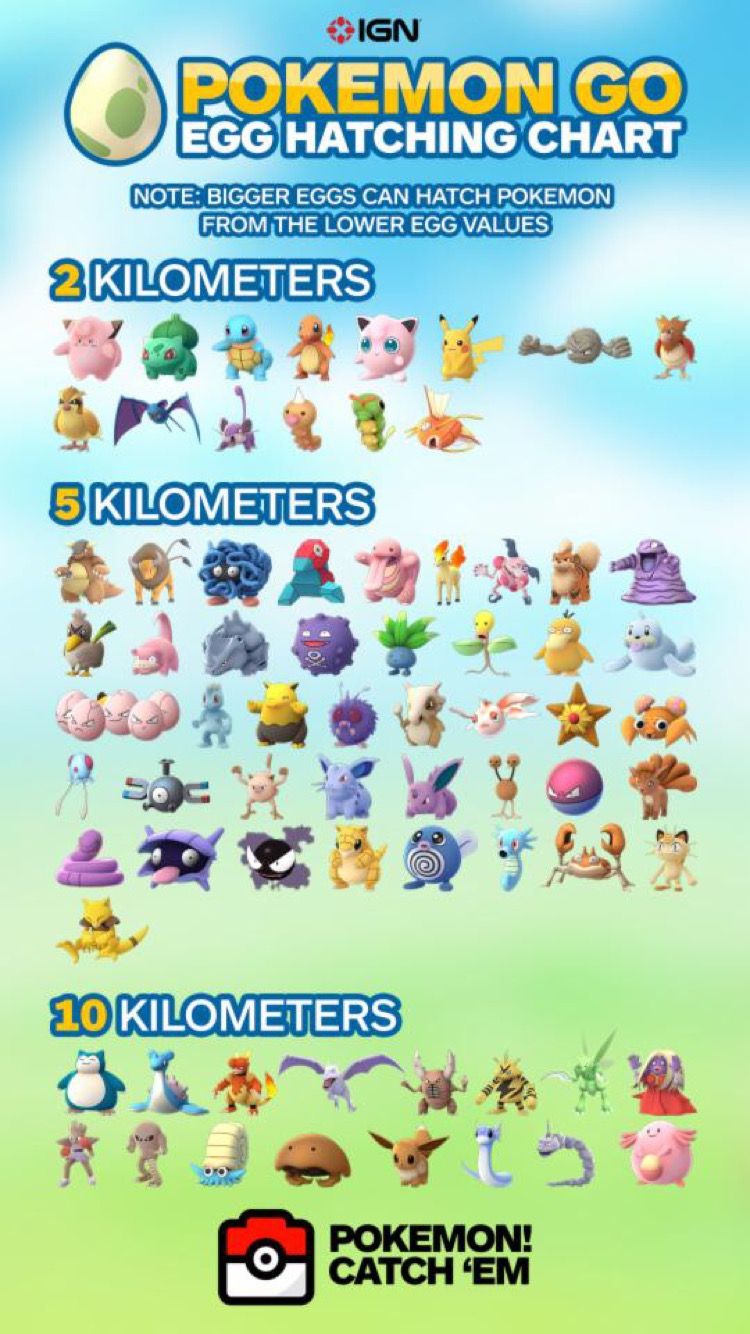 IGN
POKEMON GO
EGG HATCHING CHART
NOTE: BIGGER EGGS CAN HATCH POKEMON
FROM THE LOWER EGG VALUES
2 KILOMETERS
5 KILOMETERS
10 KILOMETERS
POKEMON!
CATCH ‘EM